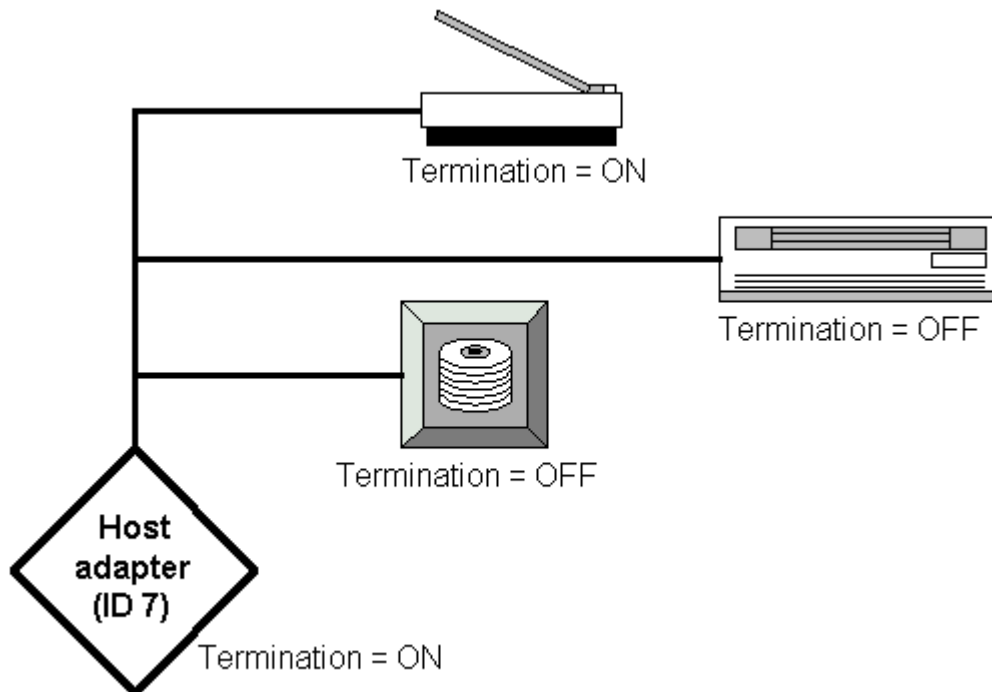 Termination = ON
Termination = OFF
Termination = OFF
Host
adapter
(ID 7)
Termination = ON